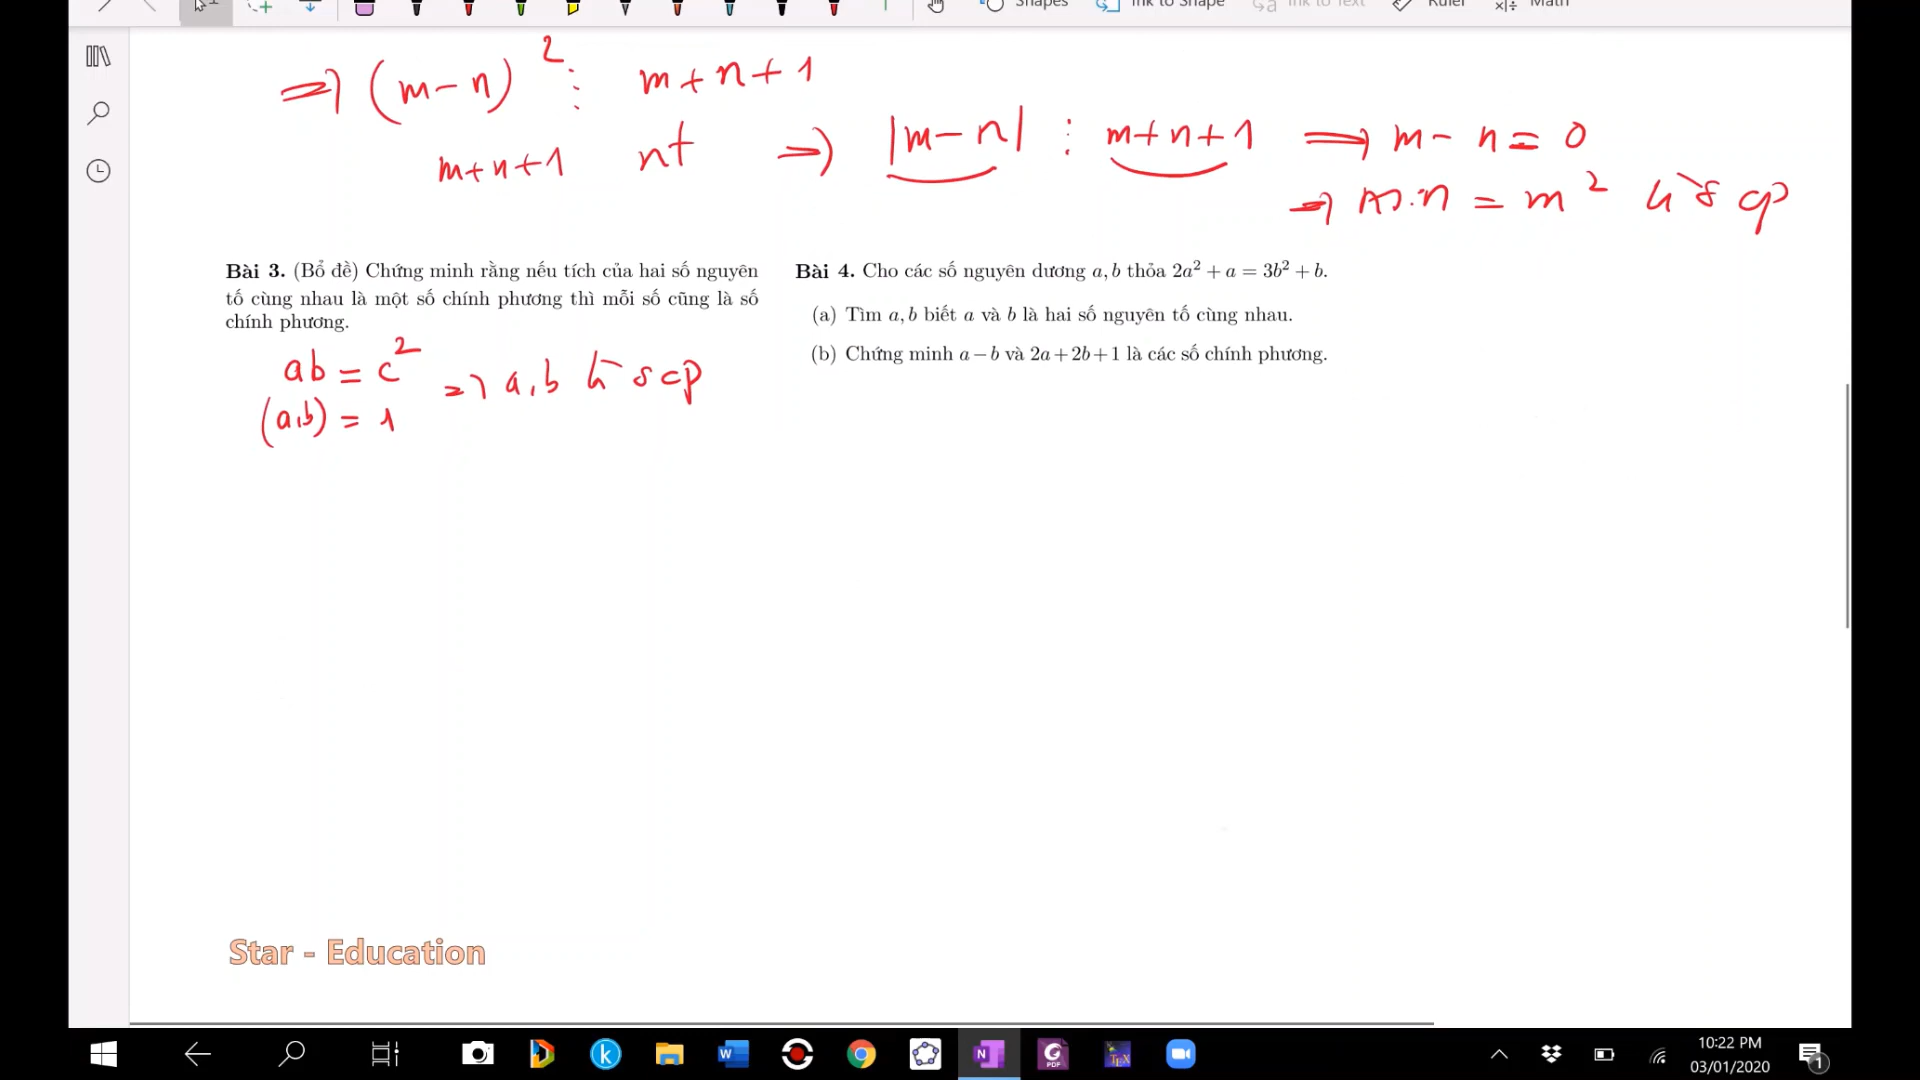 Shapes Ink to Shape Ink to Text Ruler Math
⇒ (m-n)² ⋮ m+n+1
m+n+1 nt ⇒ |m-n| ⋮ m+n+1 ⇒ m-n=0
⇒ m.n = m² là scp
Bài 3. (Bổ đề) Chứng minh rằng nếu tích của hai số nguyên
tố cùng nhau là một số chính phương thì mỗi số cũng là số
chính phương.
ab = c²
(a,b) = 1
⇒ a,b là scp
Bài 4. Cho các số nguyên dương a, b thỏa 2a² + a = 3b² + b.
(a) Tìm a, b biết a và b là hai số nguyên tố cùng nhau.
(b) Chứng minh a − b và 2a + 2b + 1 là các số chính phương.
Star - Education
10:22 PM
03/01/2020
1